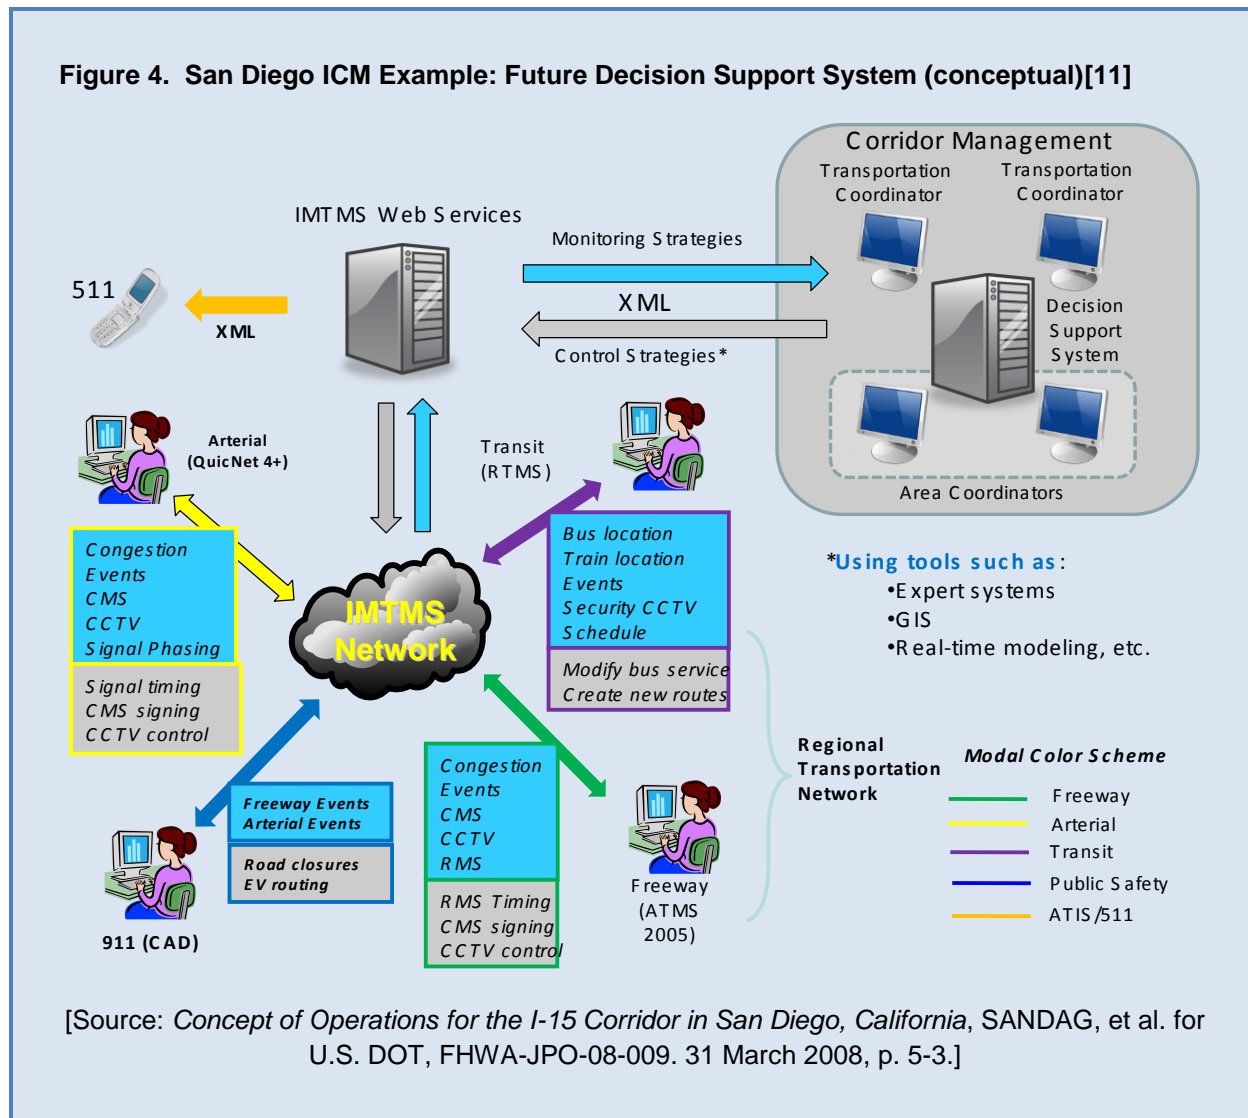 Figure 4. San Diego ICM Example: Future Decision Support System (conceptual)[11]
Corridor Management
Transportation
Coordinator
Transportation
Coordinator
IMTMS Web Services
Monitoring Strategies
511
XML
XML
Decision
Support
System
Control Strategies*
Arterial
(QuicNet 4+)
Transit
(RTMS)
Area Coordinators
Congestion
Events
CMS
CCTV
Signal Phasing
Signal timing
CMS signing
CCTV control
IMTMS
Network
Bus location
Train location
Events
Security CCTV
Schedule
Modify bus service
Create new routes
*Using tools such as:
•Expert systems
•GIS
•Real-time modeling, etc.
Freeway Events
Arterial Events
Road closures
EV routing
911 (CAD)
Congestion
Events
CMS
CCTV
RMS
RMS Timing
CMS signing
CCTV control
Freeway
(ATMS
2005)
Regional
Transportation
Network
Modal Color Scheme
Freeway
Arterial
Transit
Public Safety
ATIS/511
[Source: Concept of Operations for the I-15 Corridor in San Diego, California, SANDAG, et al. for
U.S. DOT, FHWA-JPO-08-009. 31 March 2008, p. 5-3.]